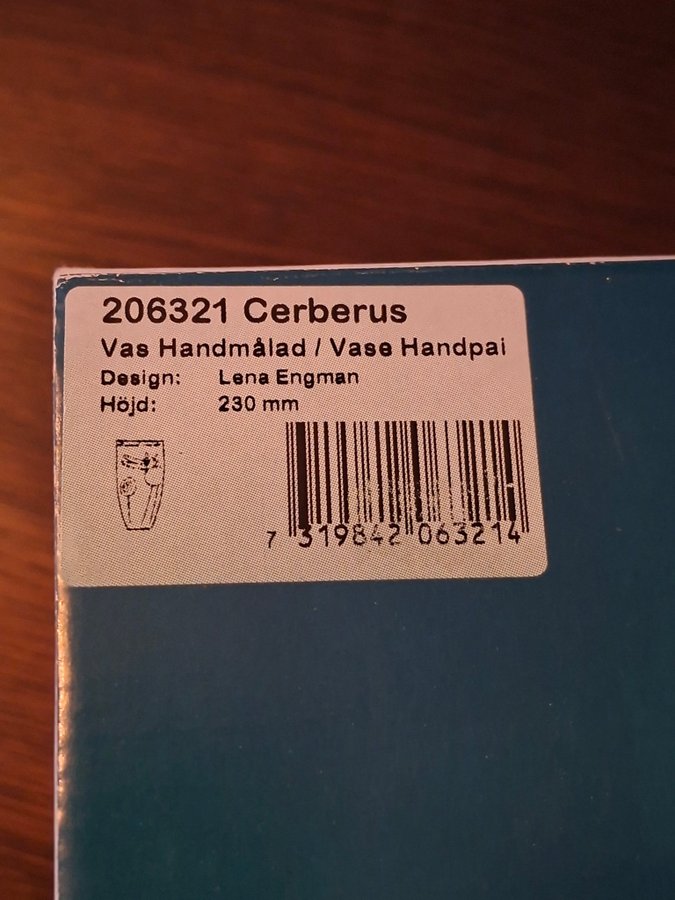 206321 Cerberus
Vas Handmålad / Vase Handpai
Design: Lena Engman
Höjd: 230 mm
7 319842 063214